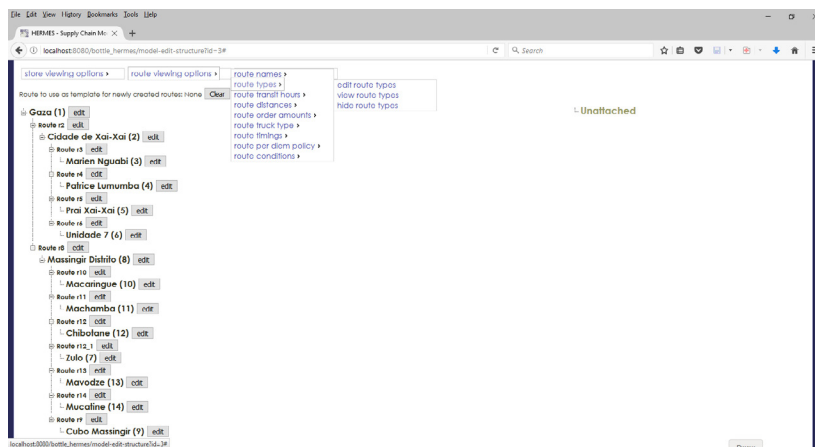 File Edit View History Bookmarks Tools Help
HERMES - Supply Chain Mo
localhost:8080/bottle_hermes/model-edit-structure?id=3#
Search
store viewing options
route viewing options
route names
route types
edit route types
route transit hours
view route types
route distances
hide route types
route order amounts
route truck type
route timings
route per diem policy
route conditions
Route to use as template for newly created routes: None Clear
Unattached
Gaza (1) edit
Route r2 edit
Cidade de Xai-Xai (2) edit
Route r3 edit
Marien Nguabi (3) edit
Route r4 edit
Patrice Lumumba (4) edit
Route r5 edit
Prai Xai-Xai (5) edit
Route r6 edit
Unidade 7 (6) edit
Route r8 edit
Massingir Distrito (8) edit
Route r10 edit
Macaringue (10) edit
Route r11 edit
Machamba (11) edit
Route r12 edit
Chibotane (12) edit
Route r12_1 edit
Zulo (7) edit
Route r13 edit
Mavodze (13) edit
Route r14 edit
Mucatine (14) edit
Route r9 edit
Cubo Massingir (9) edit
localhost:8080/bottle_hermes/model-edit-structure?id=3#